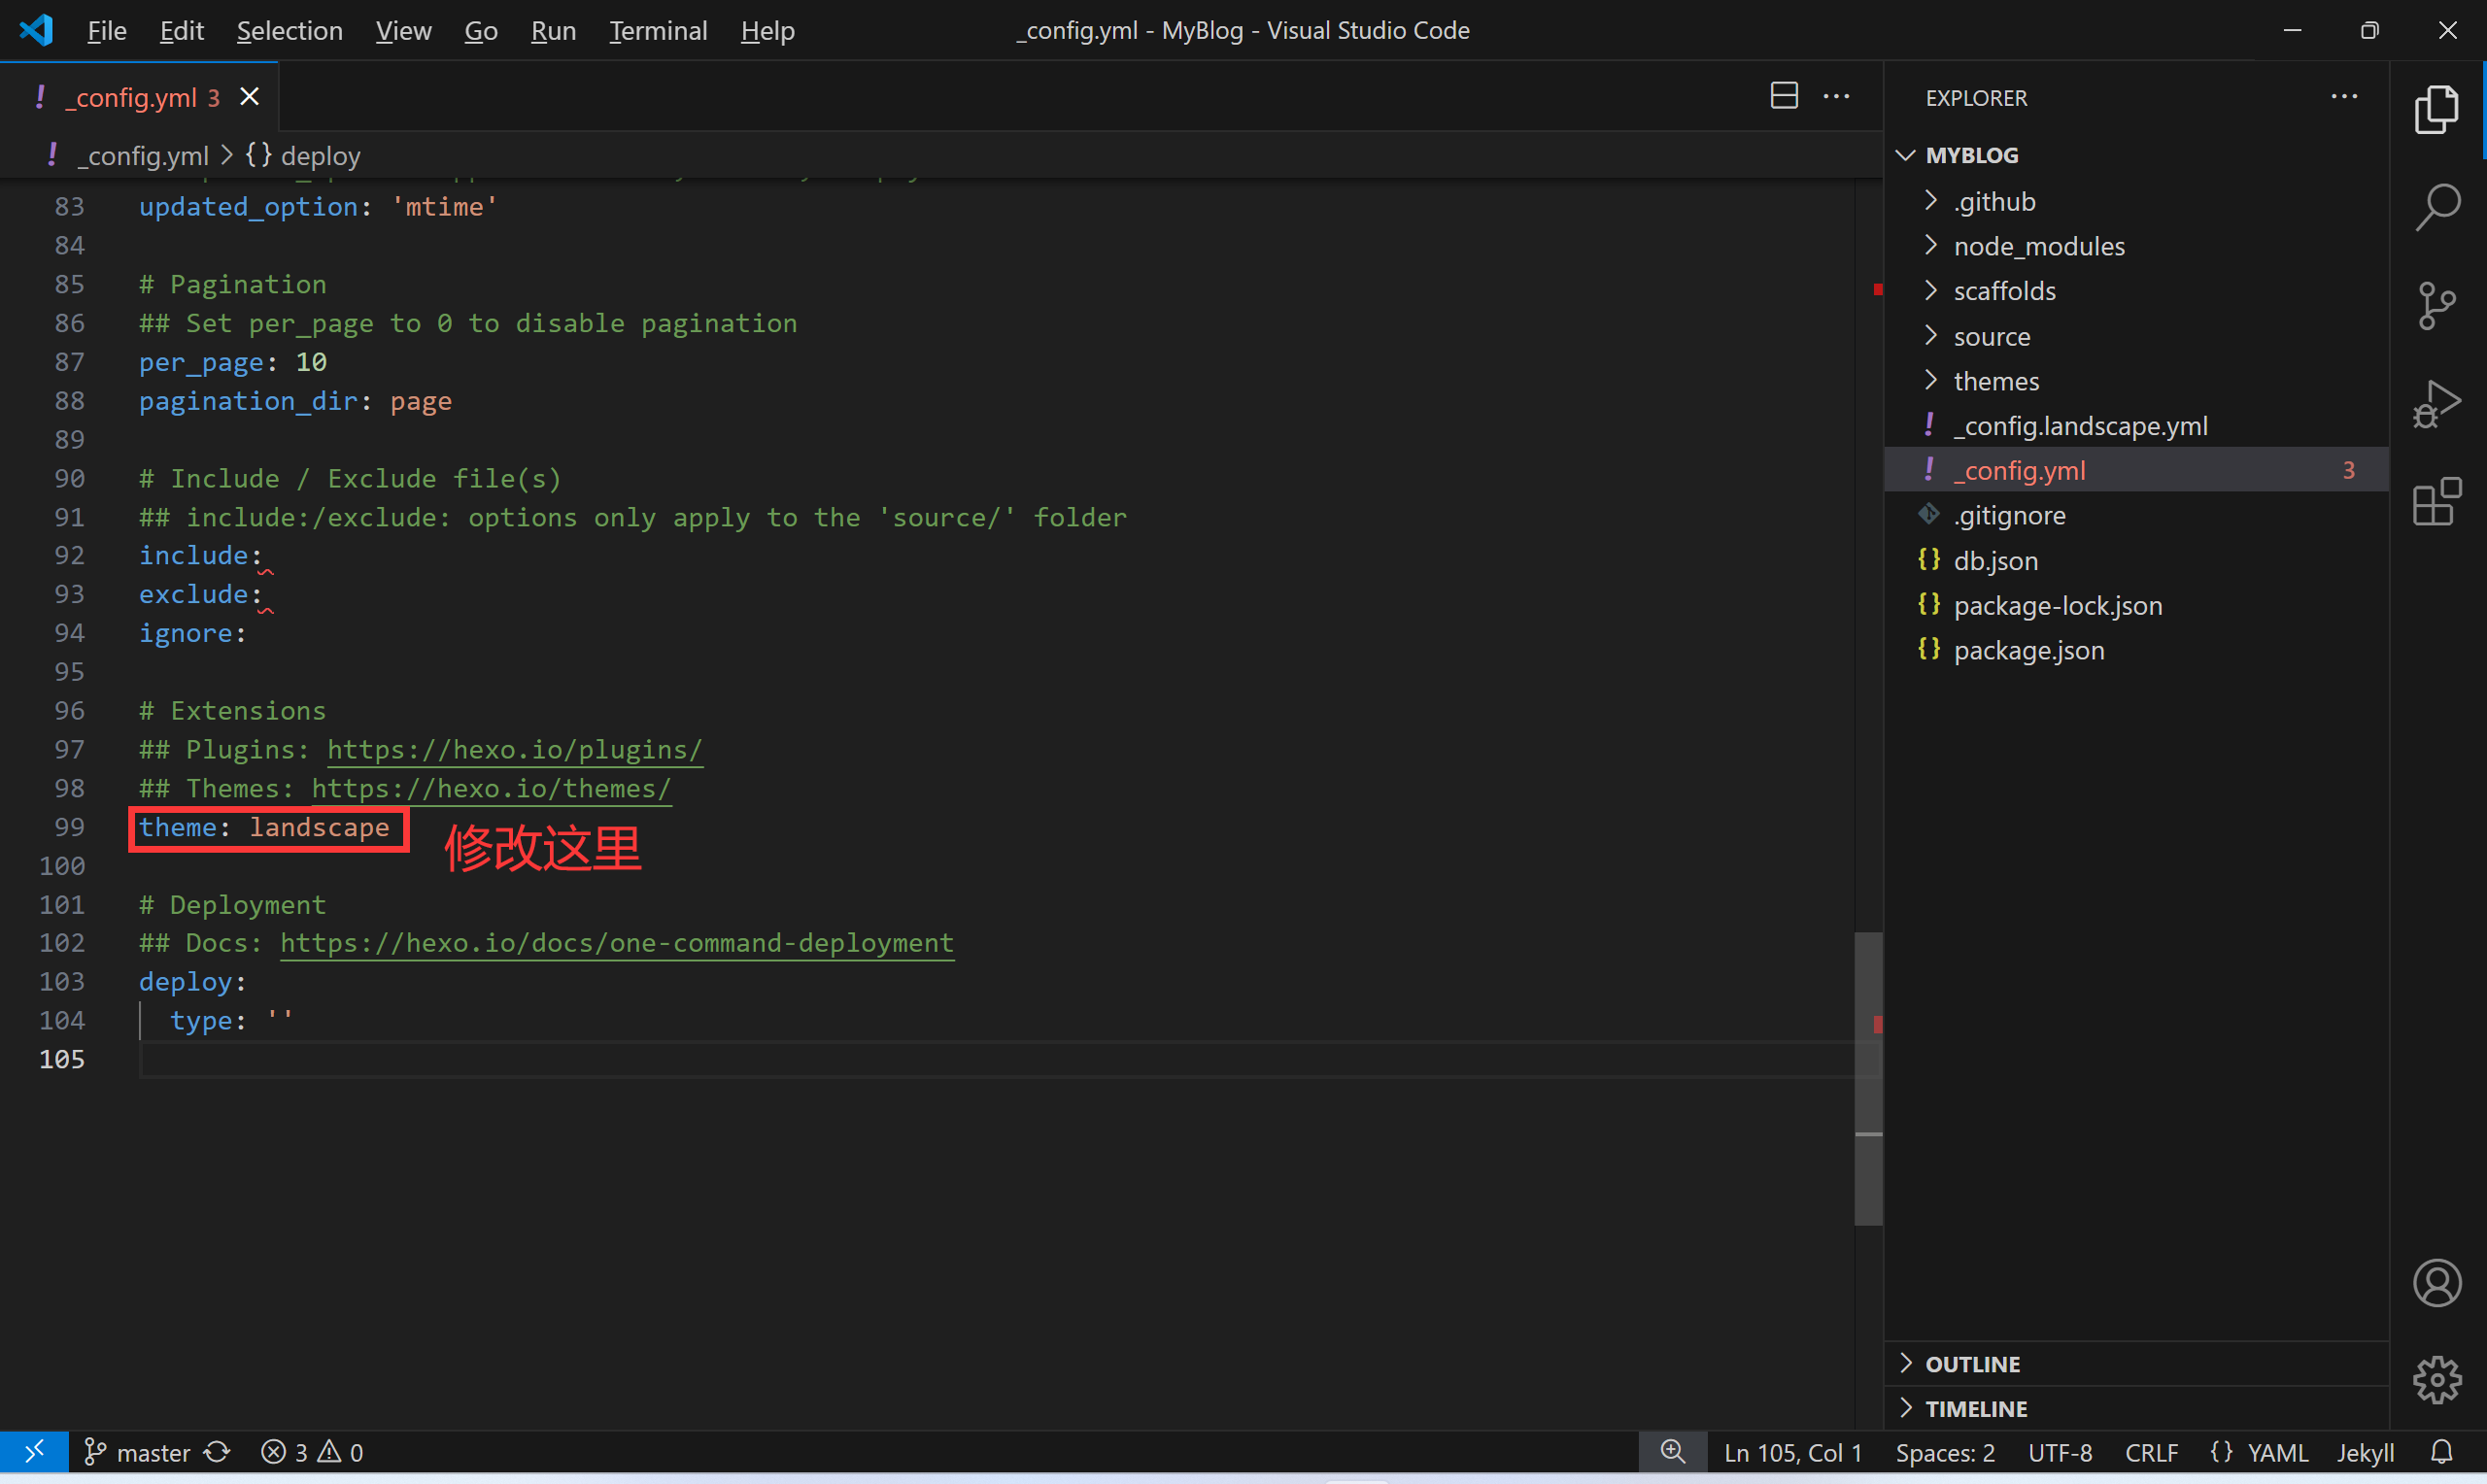 File Edit Selection View Go Run Terminal Help
_config.yml - MyBlog - Visual Studio Code
_config.yml 3
_config.yml > {} deploy
83 updated_option: 'mtime'
84
85 # Pagination
86 ## Set per_page to 0 to disable pagination
87 per_page: 10
88 pagination_dir: page
89
90 # Include / Exclude file(s)
91 ## include:/exclude: options only apply to the 'source/' folder
92 include:
93 exclude:
94 ignore:
95
96 # Extensions
97 ## Plugins: https://hexo.io/plugins/
98 ## Themes: https://hexo.io/themes/
99 theme: landscape
修改这里
100
101 # Deployment
102 ## Docs: https://hexo.io/docs/one-command-deployment
103 deploy:
104 type: ''
105
EXPLORER
MYBLOG
.github
node_modules
scaffolds
source
themes
_config.landscape.yml
_config.yml 3
.gitignore
db.json
package-lock.json
package.json
OUTLINE
TIMELINE
master 3 0
Ln 105, Col 1 Spaces: 2 UTF-8 CRLF {} YAML Jekyll